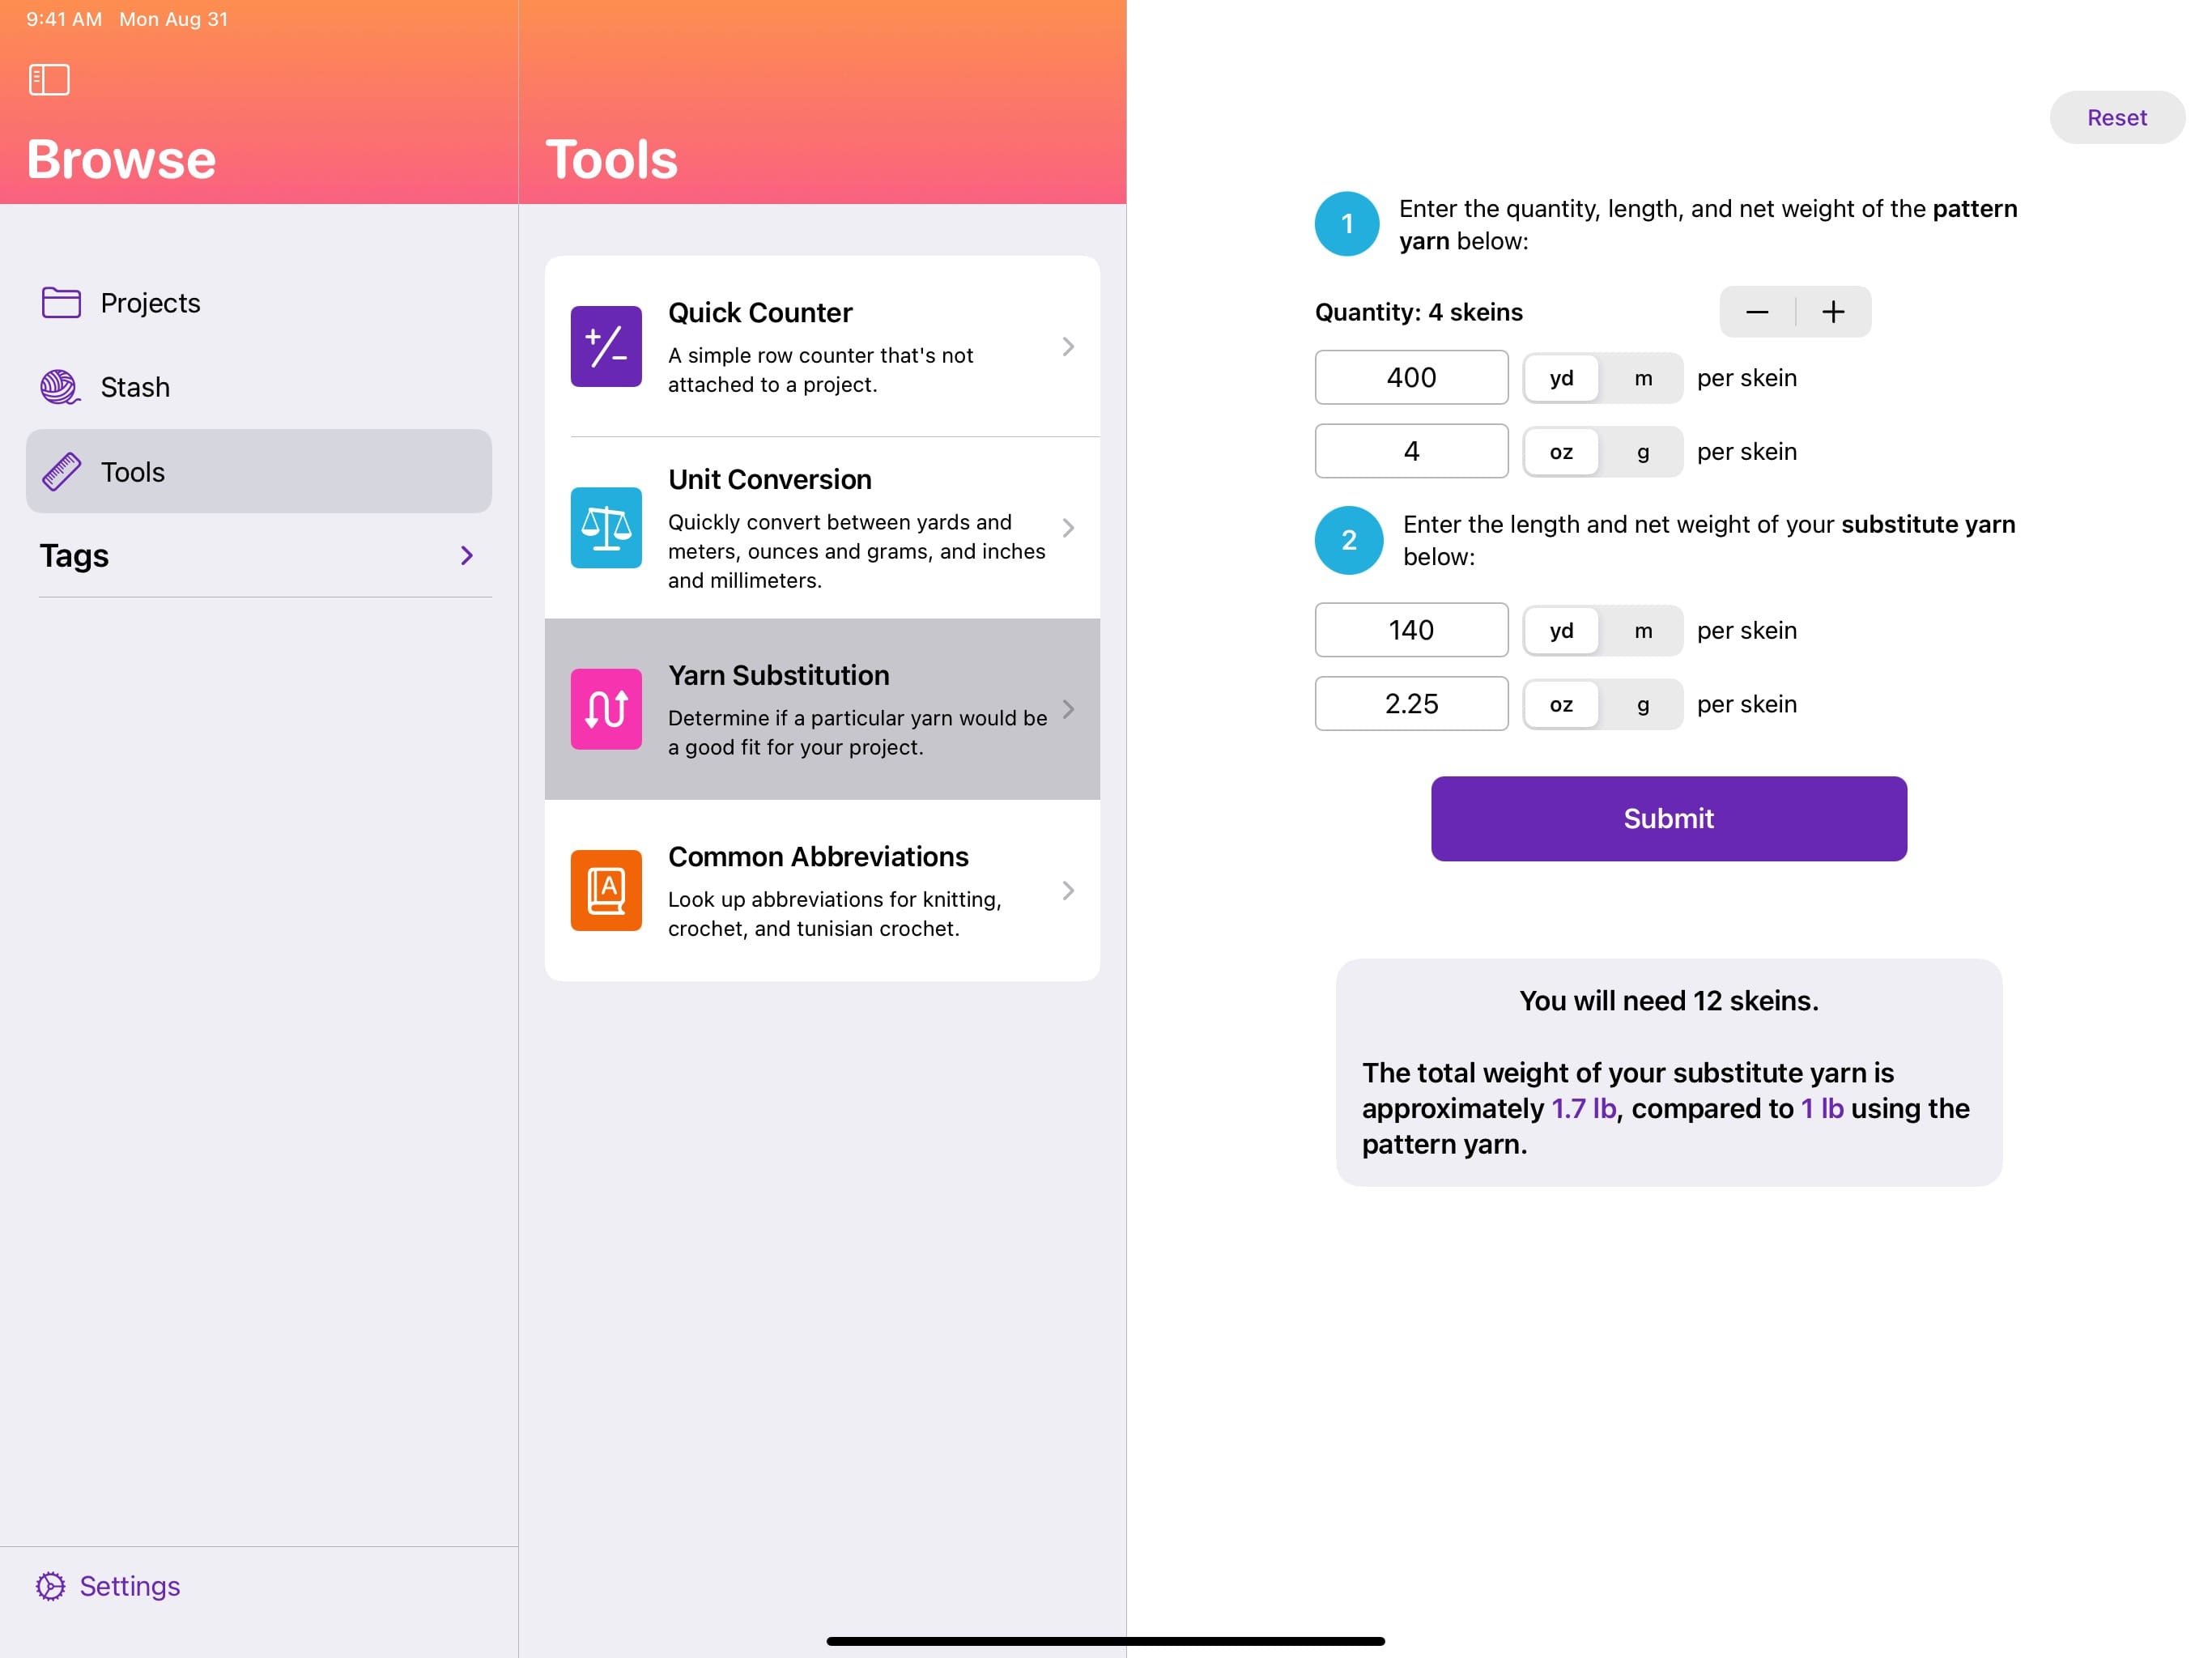 9:41 AM Mon Aug 31
Browse
Projects
Stash
Tools
Tags
Settings
Tools
Quick Counter
A simple row counter that's not
attached to a project.
Unit Conversion
Quickly convert between yards and
meters, ounces and grams, and inches
and millimeters.
Yarn Substitution
Determine if a particular yarn would be
a good fit for your project.
A
Common Abbreviations
Look up abbreviations for knitting,
crochet, and tunisian crochet.
Reset
1 Enter the quantity, length, and net weight of the pattern
yarn below:
Quantity: 4 skeins − +
400 yd m per skein
4 oz g per skein
2 Enter the length and net weight of your substitute yarn
below:
140 yd m per skein
2.25 oz g per skein
Submit
You will need 12 skeins.
The total weight of your substitute yarn is
approximately 1.7 lb, compared to 1 lb using the
pattern yarn.